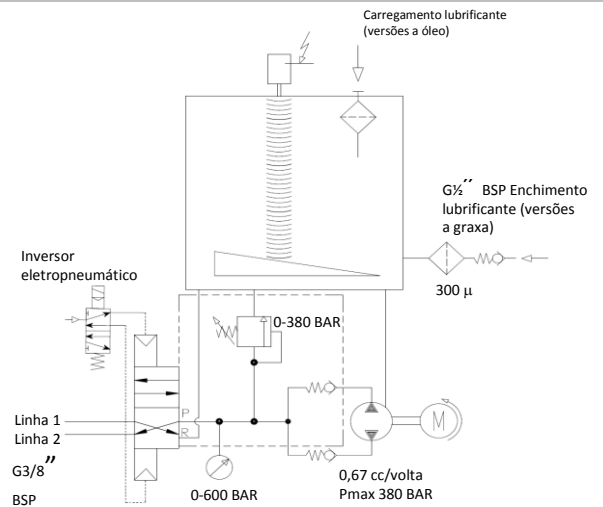 Carregamento lubrificante
(versões a óleo)
G½´´ BSP Enchimento
lubrificante (versões
a graxa)
300 µ
Inversor
eletropneumático
0-380 BAR
P
R
M
Linha 1
Linha 2
G3/8”
BSP
0-600 BAR
0,67 cc/volta
Pmax 380 BAR